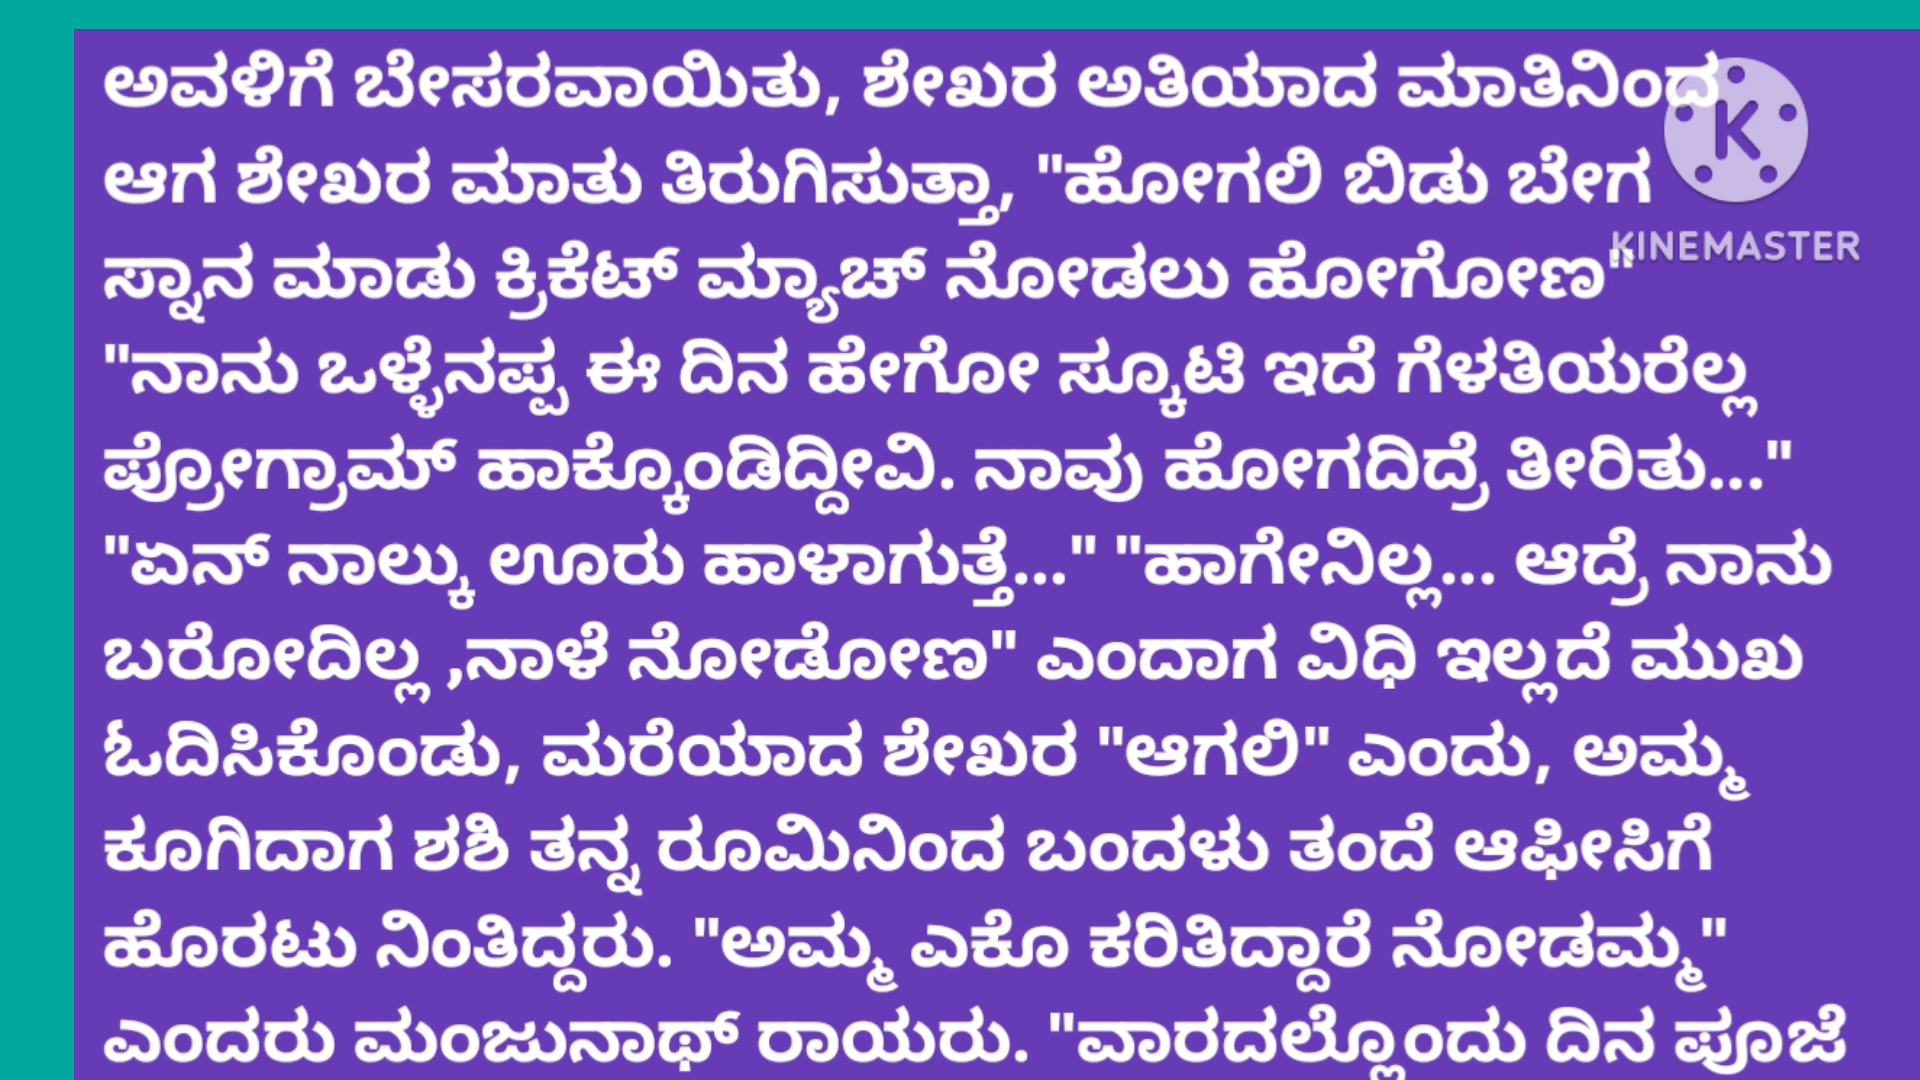 ಅವಳಿಗೆ ಬೇಸರವಾಯಿತು, ಶೇಖರ ಅತಿಯಾದ ಮಾತಿನಿಂದ
ಆಗ ಶೇಖರ ಮಾತು ತಿರುಗಿಸುತ್ತಾ, "ಹೋಗಲಿ ಬಿಡು ಬೇಗ
ಸ್ನಾನ ಮಾಡು ಕ್ರಿಕೆಟ್ ಮ್ಯಾಚ್ ನೋಡಲು ಹೋಗೋಣ"
KINEMASTER
"ನಾನು ಒಳ್ಳೆನಪ್ಪ ಈ ದಿನ ಹೇಗೋ ಸ್ಕೂಟಿ ಇದೆ ಗೆಳತಿಯರೆಲ್ಲ
ಪ್ರೋಗ್ರಾಮ್ ಹಾಕ್ಕೊಂಡಿದ್ದೀವಿ. ನಾವು ಹೋಗದಿದ್ರೆ ತೀರಿತು..."
"ಏನ್ ನಾಲ್ಕು ಊರು ಹಾಳಾಗುತ್ತೆ..." "ಹಾಗೇನಿಲ್ಲ... ಆದ್ರೆ ನಾನು
ಬರೋದಿಲ್ಲ ,ನಾಳೆ ನೋಡೋಣ" ಎಂದಾಗ ವಿಧಿ ಇಲ್ಲದೆ ಮುಖ
ಓದಿಸಿಕೊಂಡು, ಮರೆಯಾದ ಶೇಖರ "ಆಗಲಿ" ಎಂದು, ಅಮ್ಮ
ಕೂಗಿದಾಗ ಶಶಿ ತನ್ನ ರೂಮಿನಿಂದ ಬಂದಳು ತಂದೆ ಆಫೀಸಿಗೆ
ಹೊರಟು ನಿಂತಿದ್ದರು. "ಅಮ್ಮ ಎಕೊ ಕರಿತಿದ್ದಾರೆ ನೋಡಮ್ಮ"
ಎಂದರು ಮಂಜುನಾಥ್ ರಾಯರು. "ವಾರದಲ್ಲೊಂದು ದಿನ ಪೂಜೆ